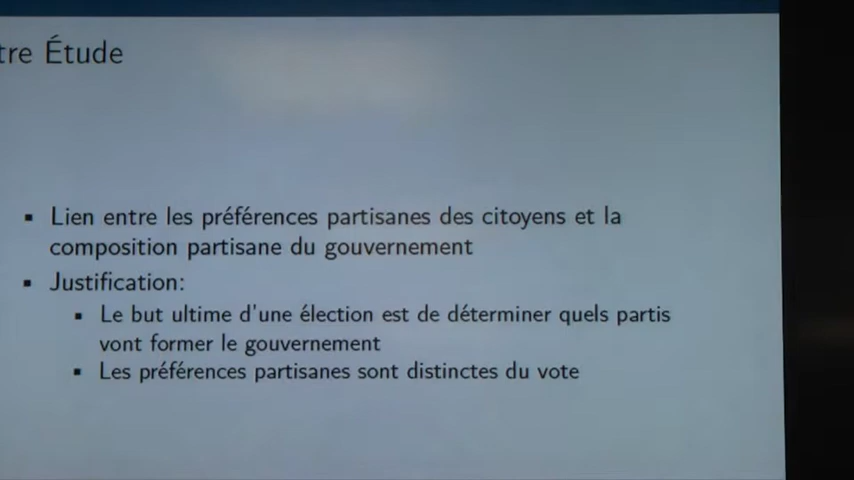 tre Étude
▪ Lien entre les préférences partisanes des citoyens et la
composition partisane du gouvernement
▪ Justification:
▪ Le but ultime d'une élection est de déterminer quels partis
vont former le gouvernement
▪ Les préférences partisanes sont distinctes du vote